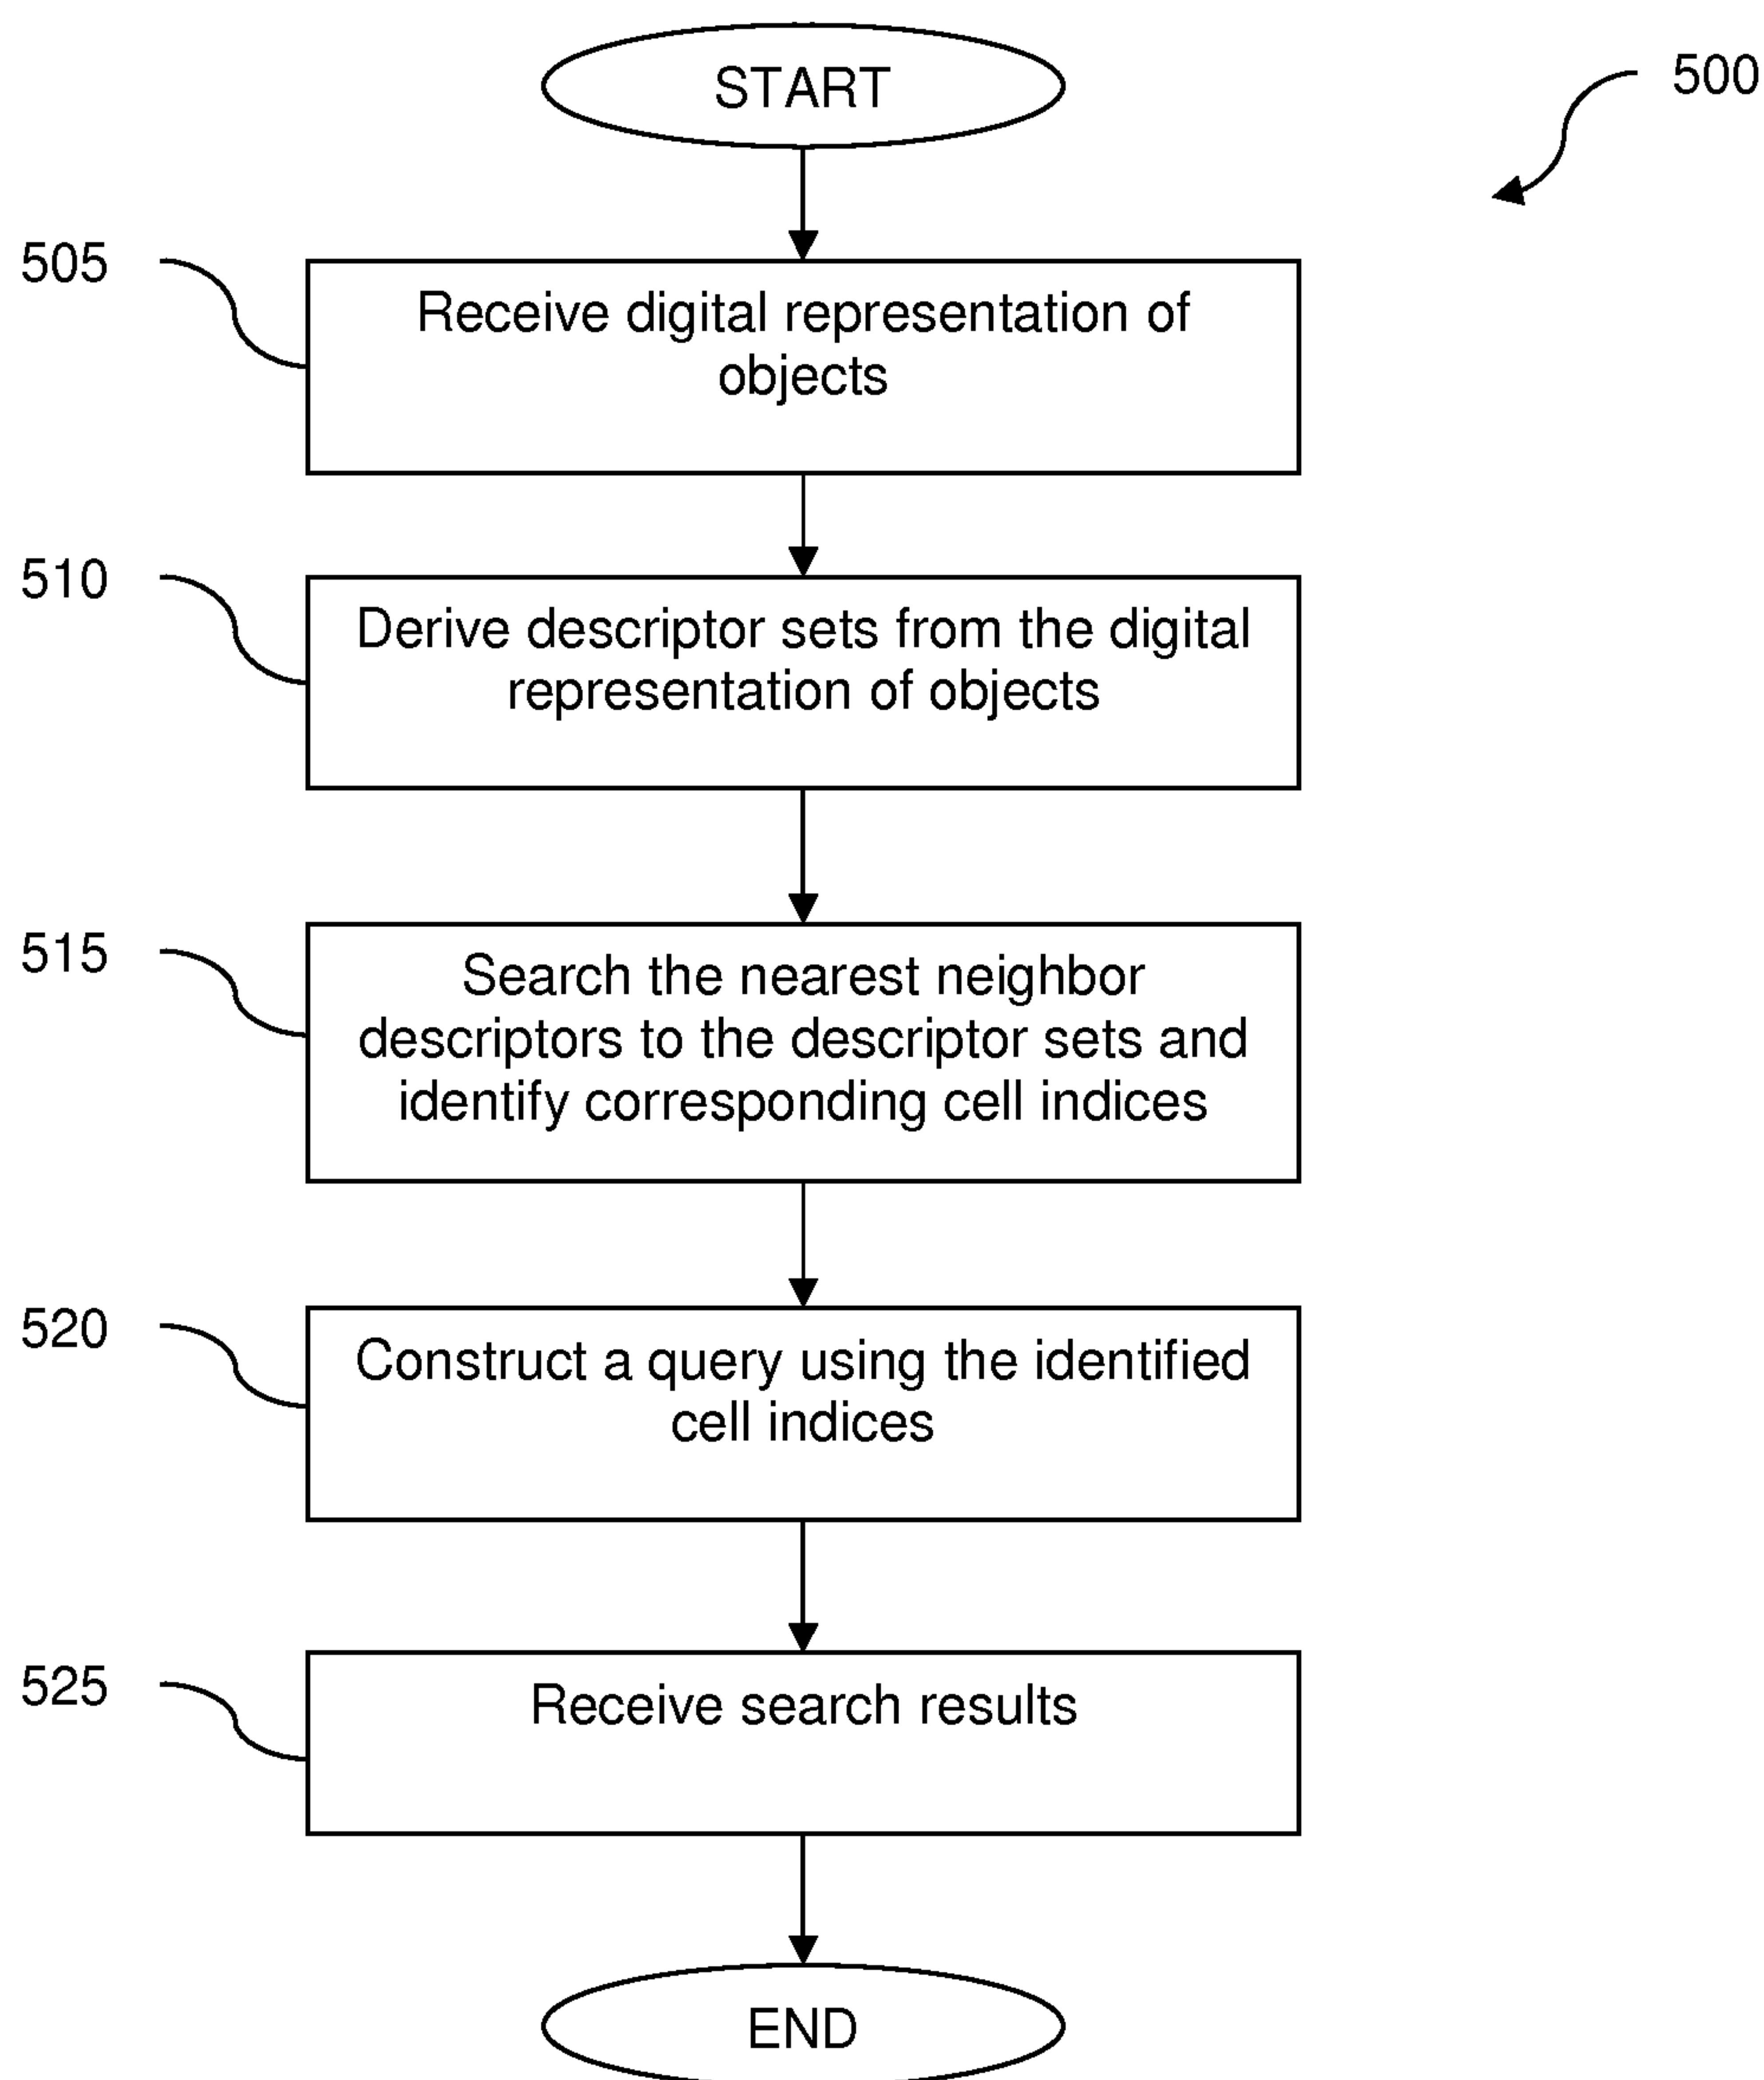 START
500
505
Receive digital representation of
objects
510
Derive descriptor sets from the digital
representation of objects
515
Search the nearest neighbor
descriptors to the descriptor sets and
identify corresponding cell indices
520
Construct a query using the identified
cell indices
525
Receive search results
END